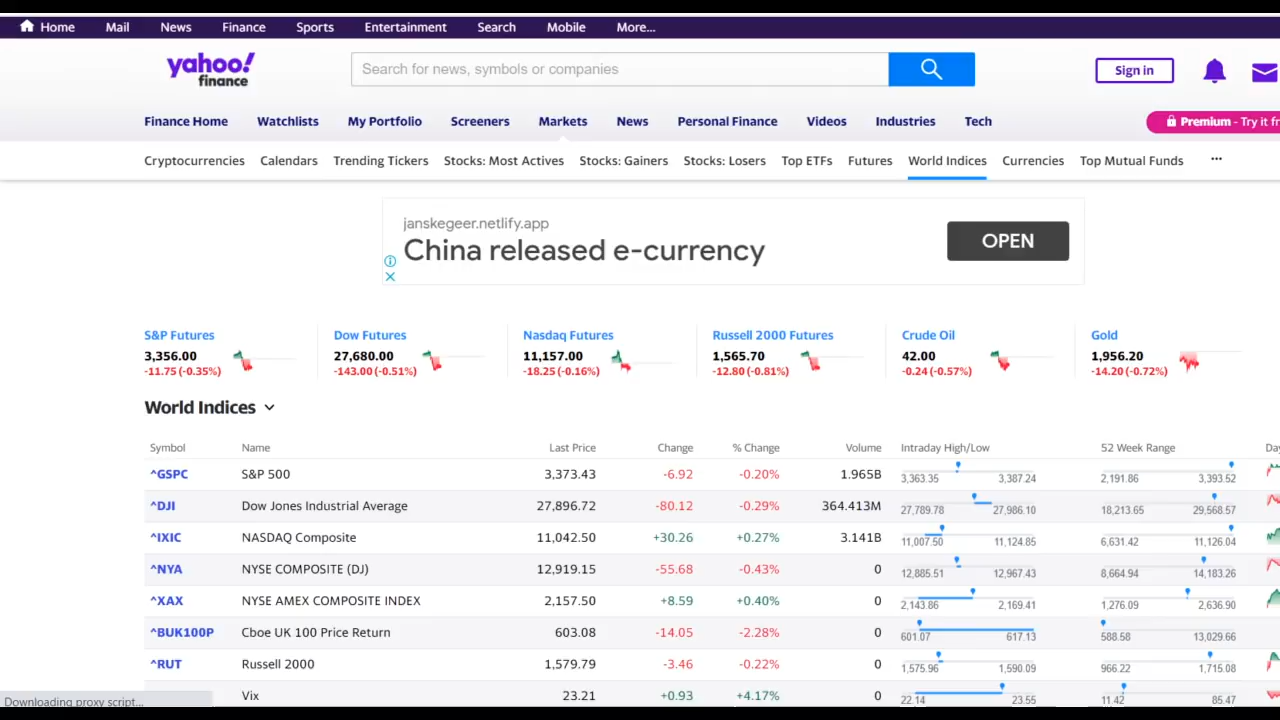 Home Mail News Finance Sports Entertainment Search Mobile More...
yahoo!
finance
Search for news, symbols or companies
Sign in
Finance Home Watchlists My Portfolio Screeners Markets News Personal Finance Videos Industries Tech
Premium - Try it fr
Cryptocurrencies Calendars Trending Tickers Stocks: Most Actives Stocks: Gainers Stocks: Losers Top ETFs Futures World Indices Currencies Top Mutual Funds ...
janskegeer.netlify.app
China released e-currency
OPEN
S&P Futures Dow Futures Nasdaq Futures Russell 2000 Futures Crude Oil Gold
3,356.00 27,680.00 11,157.00 1,565.70 42.00 1,956.20
-11.75 (-0.35%) -143.00 (-0.51%) -18.25 (-0.16%) -12.80 (-0.81%) -0.24 (-0.57%) -14.20 (-0.72%)
World Indices
Symbol Name Last Price Change % Change Volume Intraday High/Low 52 Week Range Day
^GSPC S&P 500 3,373.43 -6.92 -0.20% 1.965B 3,363.35 3,387.24 2,191.86 3,393.52
^DJI Dow Jones Industrial Average 27,896.72 -80.12 -0.29% 364.413M 27,789.78 27,986.10 18,213.65 29,568.57
^IXIC NASDAQ Composite 11,042.50 +30.26 +0.27% 3.141B 11,007.50 11,124.85 6,631.42 11,126.04
^NYA NYSE COMPOSITE (DJ) 12,919.15 -55.68 -0.43% 0 12,885.51 12,967.43 8,664.94 14,183.26
^XAX NYSE AMEX COMPOSITE INDEX 2,157.50 +8.59 +0.40% 0 2,143.86 2,169.41 1,276.09 2,636.90
^BUK100P Cboe UK 100 Price Return 603.08 -14.05 -2.28% 0 601.07 617.13 588.58 13,029.66
^RUT Russell 2000 1,579.79 -3.46 -0.22% 0 1,575.96 1,590.09 966.22 1,715.08
Vix 23.21 +0.93 +4.17% 0 22.14 23.55 11.42 85.47
Downloading proxy script...